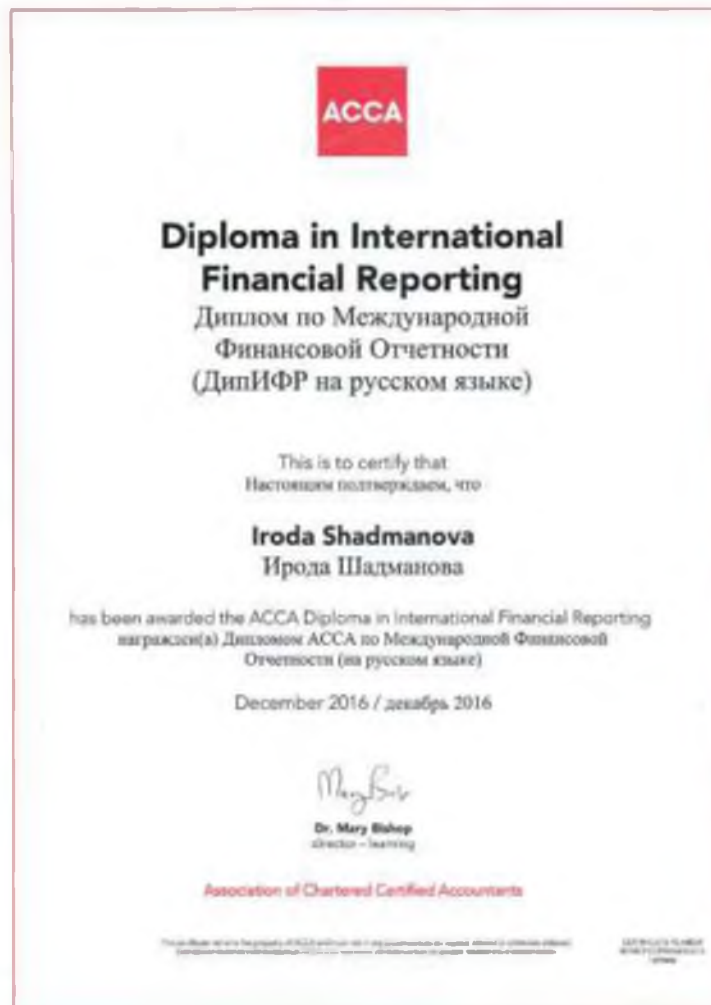 ACCA
Diploma in International
Financial Reporting
Диплом по Международной
Финансовой Отчетности
(ДипИФР на русском языке)
This is to certify that
Настоящим подтверждаем, что
Iroda Shadmanova
Ирода Шадманова
has been awarded the ACCA Diploma in International Financial Reporting
награжден(а) Дипломом АССА по Международной Финансовой
Отчетности (на русском языке)
December 2016 / декабрь 2016
Dr. Mary Bishop
director – learning
Association of Chartered Certified Accountants